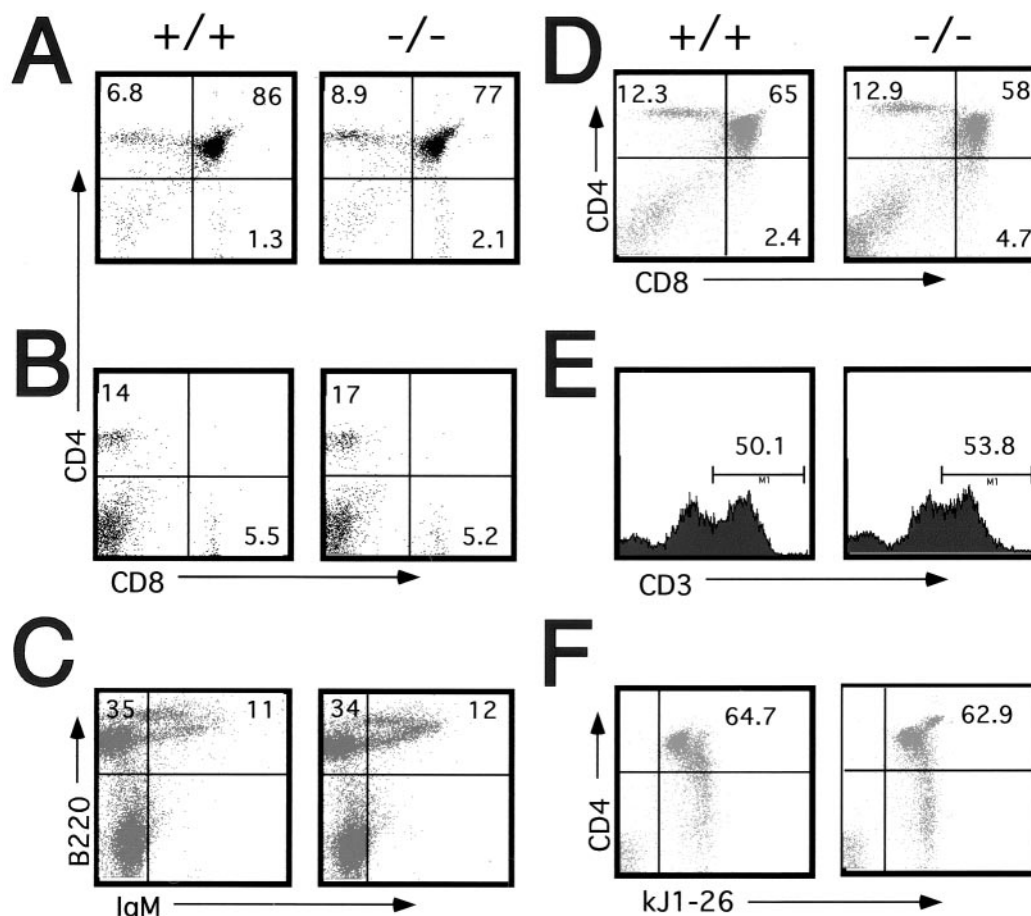 A
+/+
-/-
6.8
86
1.3
8.9
77
2.1
B
14
5.5
17
5.2
CD4
CD8
C
35
11
34
12
B220
IgM
D
+/+
-/-
12.3
65
2.4
12.9
58
4.7
CD4
CD8
E
50.1
M1
53.8
M1
CD3
F
64.7
62.9
CD4
kJ1-26